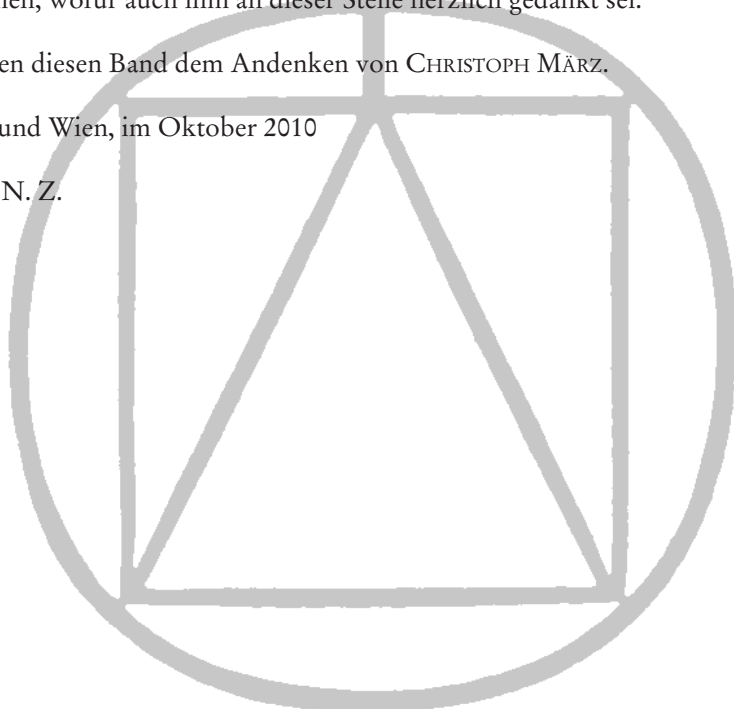 wofür auch ihm an dieser Stelle herzlich gedankt sei.
en diesen Band dem Andenken von CHRISTOPH MÄRZ.
und Wien, im Oktober 2010
N. Z.